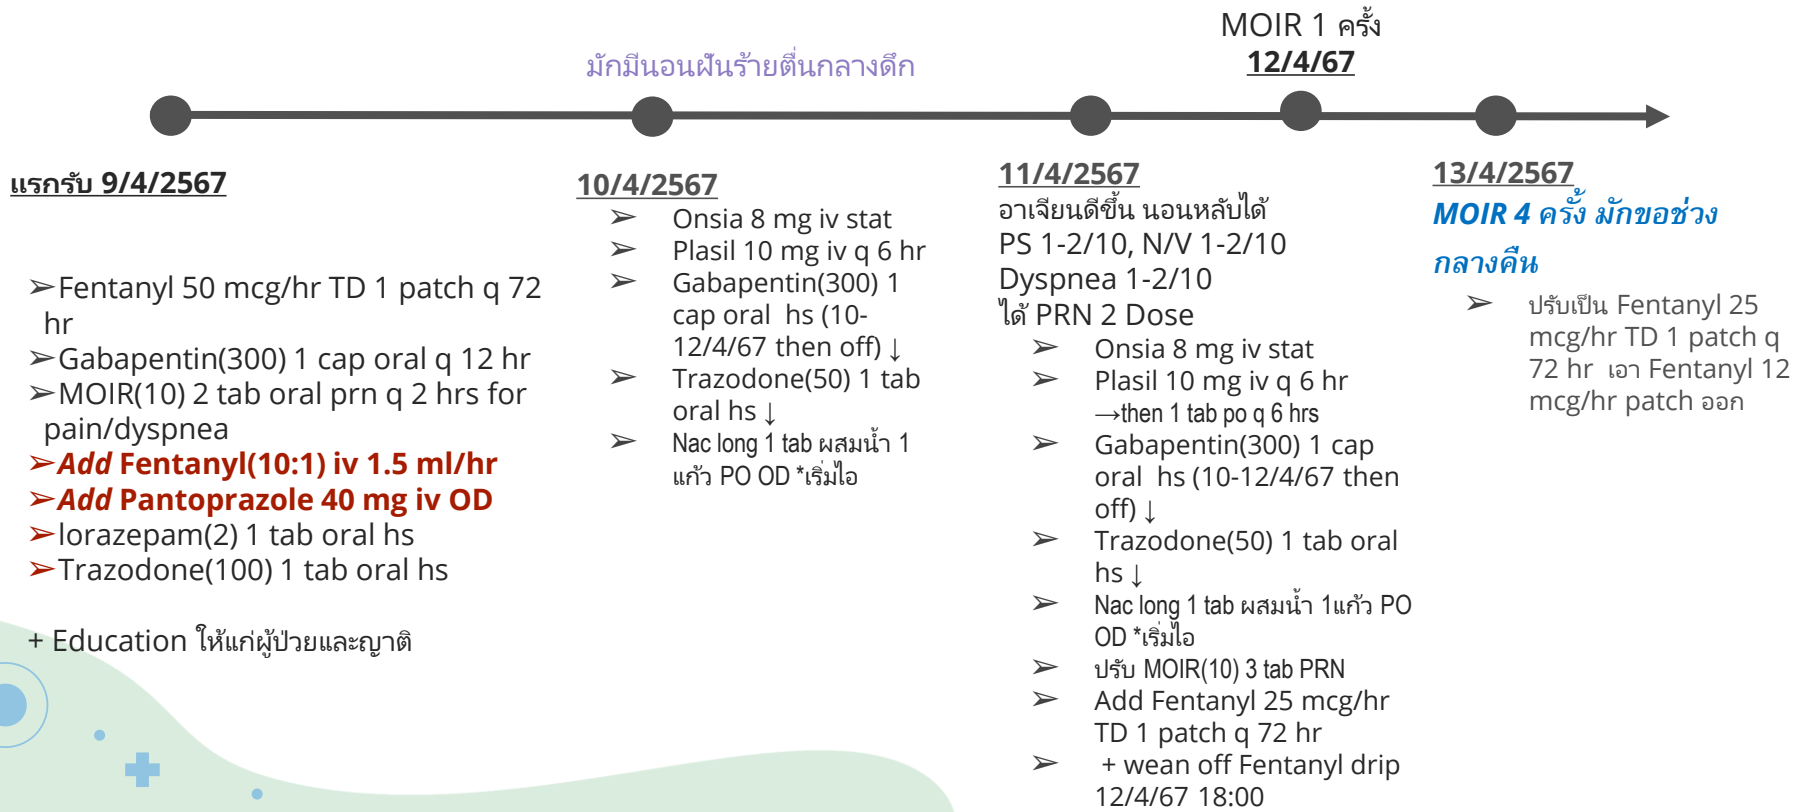 มักมีนอนฝันร้ายตื่นกลางดึก
MOIR 1 ครั้ง
12/4/67
แรกรับ 9/4/2567
➢Fentanyl 50 mcg/hr TD 1 patch q 72
hr
➢Gabapentin(300) 1 cap oral q 12 hr
➢MOIR(10) 2 tab oral prn q 2 hrs for
pain/dyspnea
➢Add Fentanyl(10:1) iv 1.5 ml/hr
➢Add Pantoprazole 40 mg iv OD
➢lorazepam(2) 1 tab oral hs
➢Trazodone(100) 1 tab oral hs
+ Education ให้แก่ผู้ป่วยและญาติ
10/4/2567
➢ Onsia 8 mg iv stat
➢ Plasil 10 mg iv q 6 hr
➢ Gabapentin(300) 1
cap oral hs (10-
12/4/67 then off) ↓
➢ Trazodone(50) 1 tab
oral hs ↓
➢ Nac long 1 tab ผสมน้ำ 1
แก้ว PO OD *เริ่มไอ
11/4/2567
อาเจียนดีขึ้น นอนหลับได้
PS 1-2/10, N/V 1-2/10
Dyspnea 1-2/10
ได้ PRN 2 Dose
➢ Onsia 8 mg iv stat
➢ Plasil 10 mg iv q 6 hr
→then 1 tab po q 6 hrs
➢ Gabapentin(300) 1 cap
oral hs (10-12/4/67 then
off) ↓
➢ Trazodone(50) 1 tab oral
hs ↓
➢ Nac long 1 tab ผสมน้ำ 1แก้ว PO
OD *เริ่มไอ
➢ ปรับ MOIR(10) 3 tab PRN
➢ Add Fentanyl 25 mcg/hr
TD 1 patch q 72 hr
➢ + wean off Fentanyl drip
12/4/67 18:00
13/4/2567
MOIR 4 ครั้ง มักขอช่วง
กลางคืน
➢ ปรับเป็น Fentanyl 25
mcg/hr TD 1 patch q
72 hr เอา Fentanyl 12
mcg/hr patch ออก